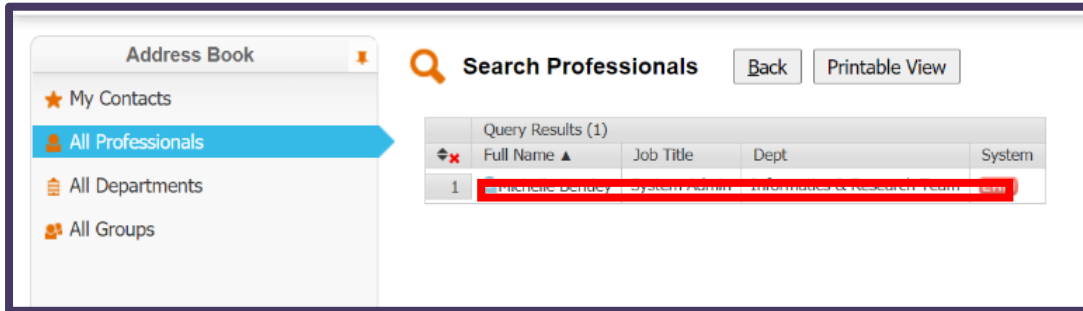 Address Book
My Contacts
All Professionals
All Departments
All Groups
Search Professionals Back Printable View
Query Results (1)
Full Name ▲ Job Title Dept System
1